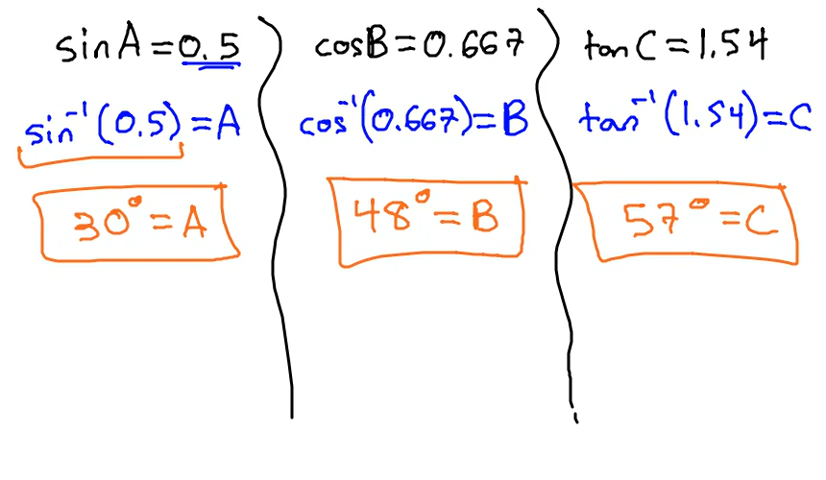 sinA=0.5
sin⁻¹(0.5)=A
30°=A
cosB=0.667
cos⁻¹(0.667)=B
48°=B
tanC=1.54
tan⁻¹(1.54)=C
57°=C